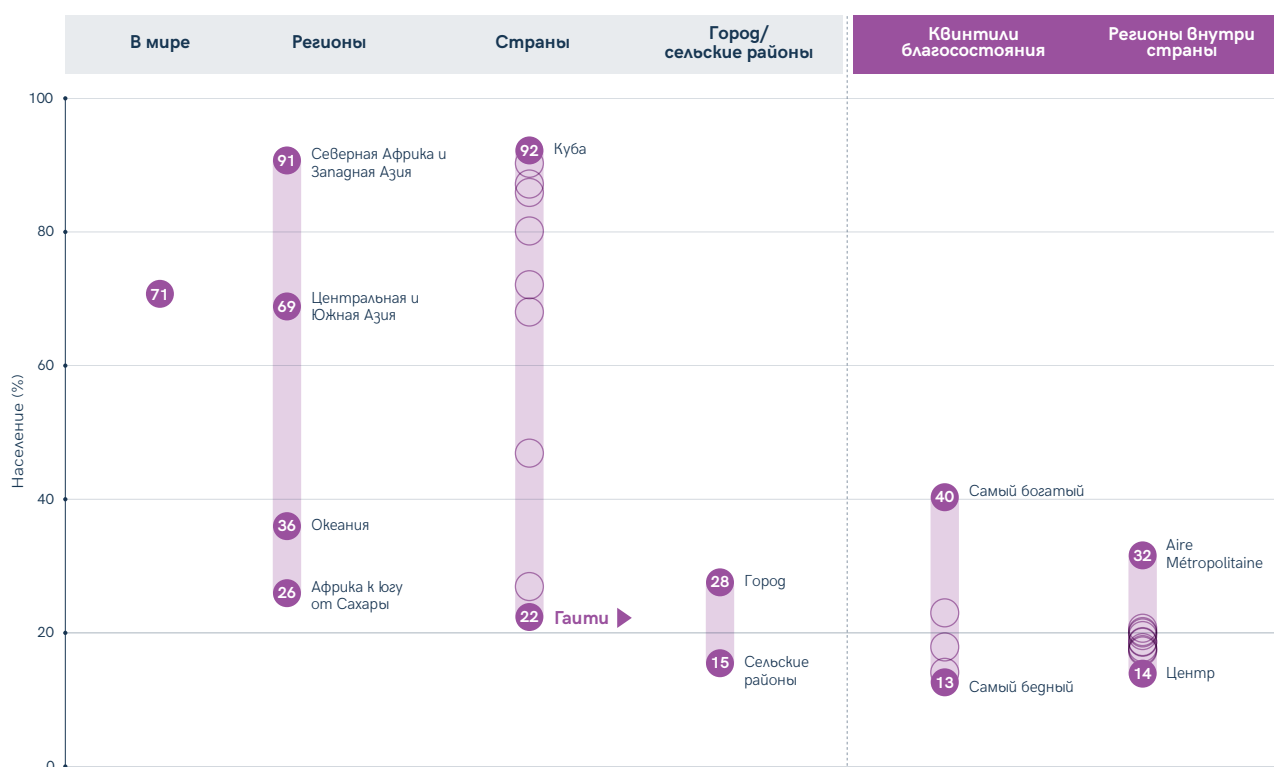 В мире
Регионы
Страны
Город/
сельские районы
Квинтили
благосостояния
Регионы внутри
страны
Население (%)
100
80
60
40
20
0
71
91
Северная Африка и
Западная Азия
69
Центральная и
Южная Азия
36
Океания
26
Африка к югу
от Сахары
92
Куба
22
Гаити
28
Город
15
Сельские
районы
40
Самый богатый
13
Самый бедный
32
Aire
Métropolitaine
14
Центр